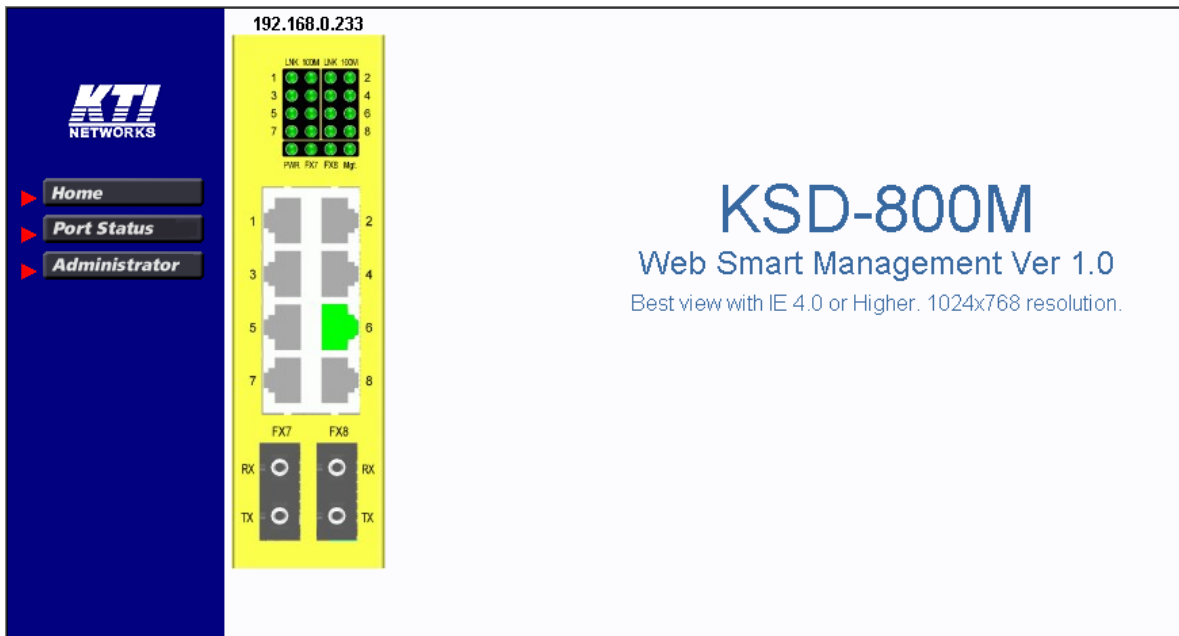 192.168.0.233
KTI
NETWORKS
Home
Port Status
Administrator
LNK 100M LNK 100M
1 2
3 4
5 6
7 8
PWR FX7 FX8 Mgt.
1 2
3 4
5 6
7 8
FX7 FX8
RX RX
TX TX
KSD-800M
Web Smart Management Ver 1.0
Best view with IE 4.0 or Higher. 1024x768 resolution.